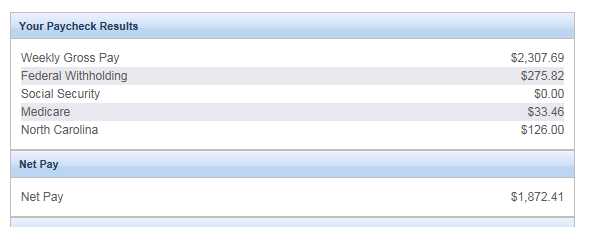 Your Paycheck Results
Weekly Gross Pay $2,307.69
Federal Withholding $275.82
Social Security $0.00
Medicare $33.46
North Carolina $126.00
Net Pay
Net Pay $1,872.41